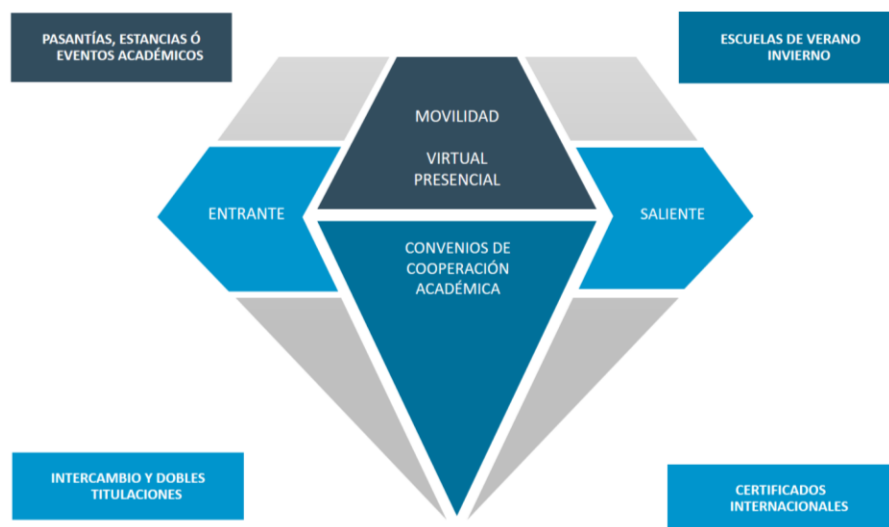 PASANTÍAS, ESTANCIAS Ó
EVENTOS ACADÉMICOS
ESCUELAS DE VERANO
INVIERNO
MOVILIDAD
VIRTUAL
PRESENCIAL
ENTRANTE
SALIENTE
CONVENIOS DE
COOPERACIÓN
ACADÉMICA
INTERCAMBIO Y DOBLES
TITULACIONES
CERTIFICADOS
INTERNACIONALES